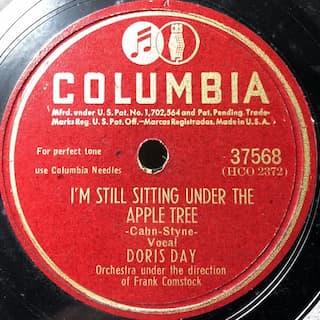 COLUMBIA
Mfrd. under U.S. Pat. No. 1,702,564 and Pat. Pending. Trade-
Marks Reg. U.S. Pat. Off.—Marcas Registradas. Made in U.S.A.
For perfect tone
use Columbia Needles
37568
(HCO 2372)
I'M STILL SITTING UNDER THE
APPLE TREE
-Cahn-Styne-
Vocal
DORIS DAY
Orchestra under the direction
of Frank Comstock